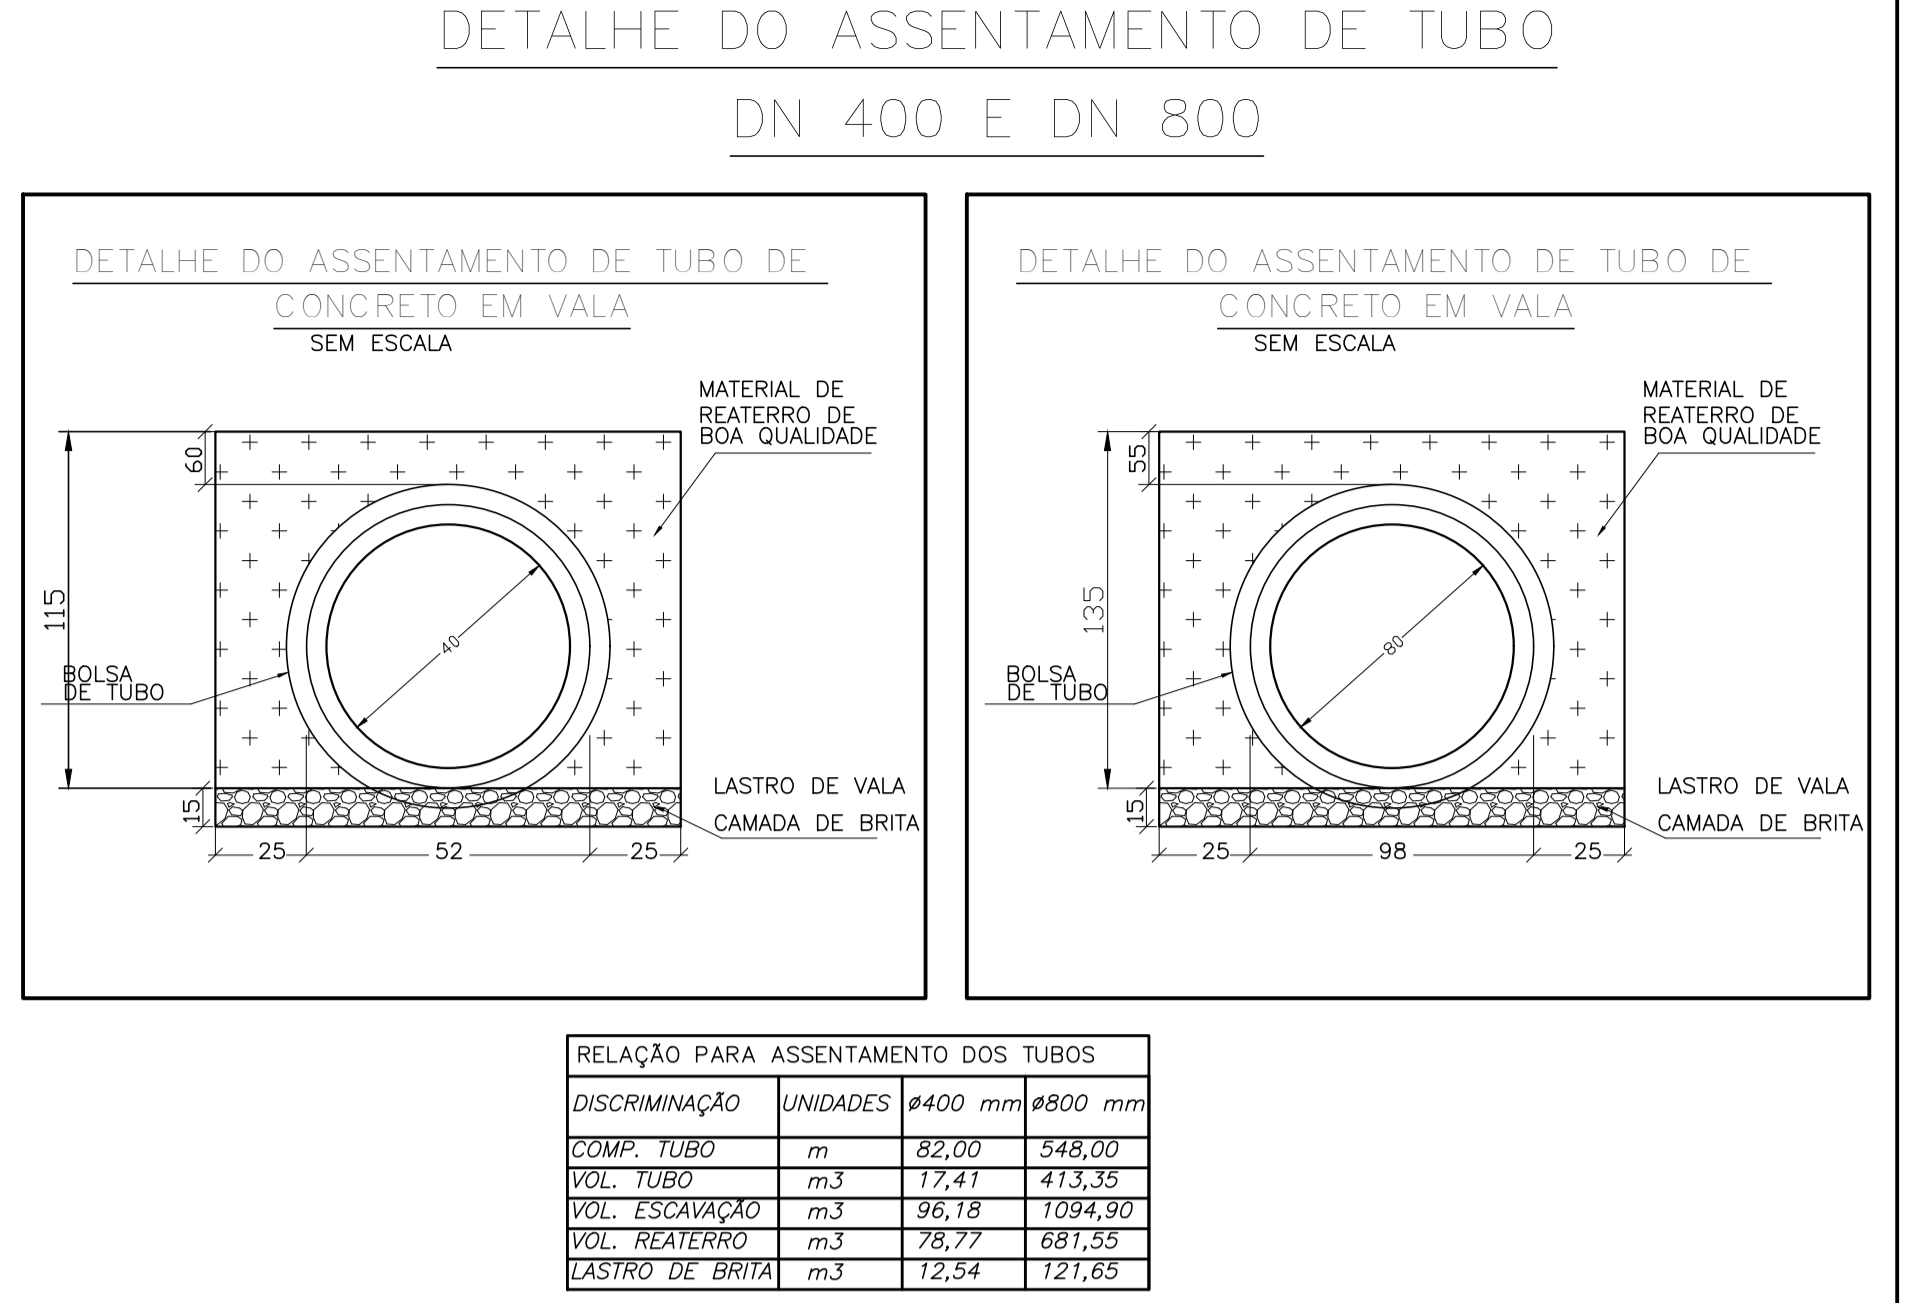 DETALHE DO ASSENTAMENTO DE TUBO
DN 400 E DN 800
DETALHE DO ASSENTAMENTO DE TUBO DE
CONCRETO EM VALA
SEM ESCALA
MATERIAL DE
REATERRO DE
BOA QUALIDADE
60
115
40
BOLSA
DE TUBO
LASTRO DE VALA
CAMADA DE BRITA
15
25 52 25
DETALHE DO ASSENTAMENTO DE TUBO DE
CONCRETO EM VALA
SEM ESCALA
MATERIAL DE
REATERRO DE
BOA QUALIDADE
55
135
80
BOLSA
DE TUBO
LASTRO DE VALA
CAMADA DE BRITA
15
25 98 25
RELAÇÃO PARA ASSENTAMENTO DOS TUBOS
DISCRIMINAÇÃO UNIDADES ø400 mm ø800 mm
COMP. TUBO m 82,00 548,00
VOL. TUBO m3 17,41 413,35
VOL. ESCAVAÇÃO m3 96,18 1094,90
VOL. REATERRO m3 78,77 681,55
LASTRO DE BRITA m3 12,54 121,65